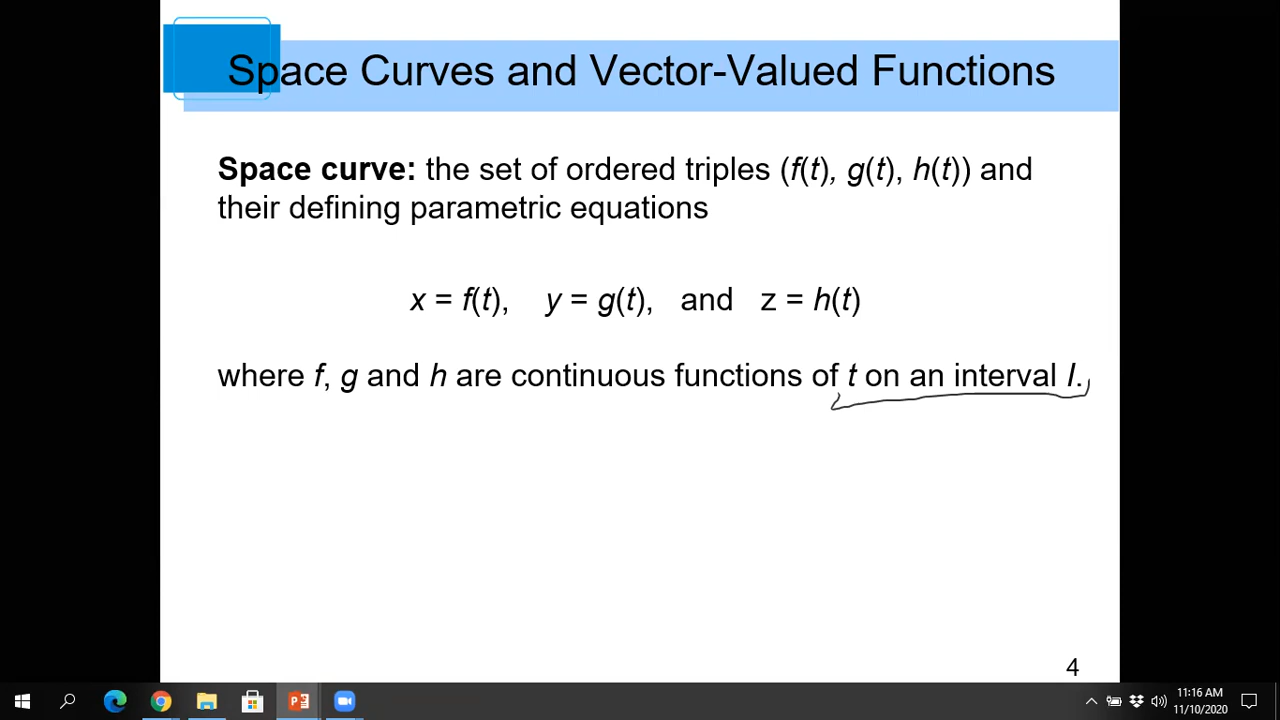 Space Curves and Vector-Valued Functions
Space curve: the set of ordered triples (f(t), g(t), h(t)) and
their defining parametric equations
x = f(t), y = g(t), and z = h(t)
where f, g and h are continuous functions of t on an interval I.
4
11:16 AM
11/10/2020